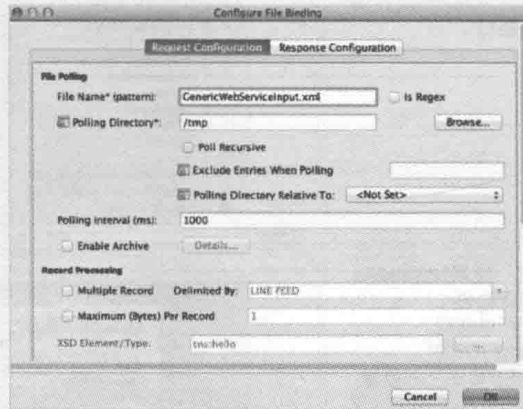 Configure File Binding
Request Configuration Response Configuration
File Polling
File Name* (pattern): GenericWebServiceInput.xml Is Regex
Polling Directory*: /tmp Browse...
Poll Recursive
Exclude Entries When Polling
Polling Directory Relative To: <Not Set>
Polling Interval (ms): 1000
Enable Archive Details...
Record Processing
Multiple Record Delimited By: LINE FEED
Maximum (Bytes) Per Record 1
XSD Element/Type: tns:hello ...
Cancel OK